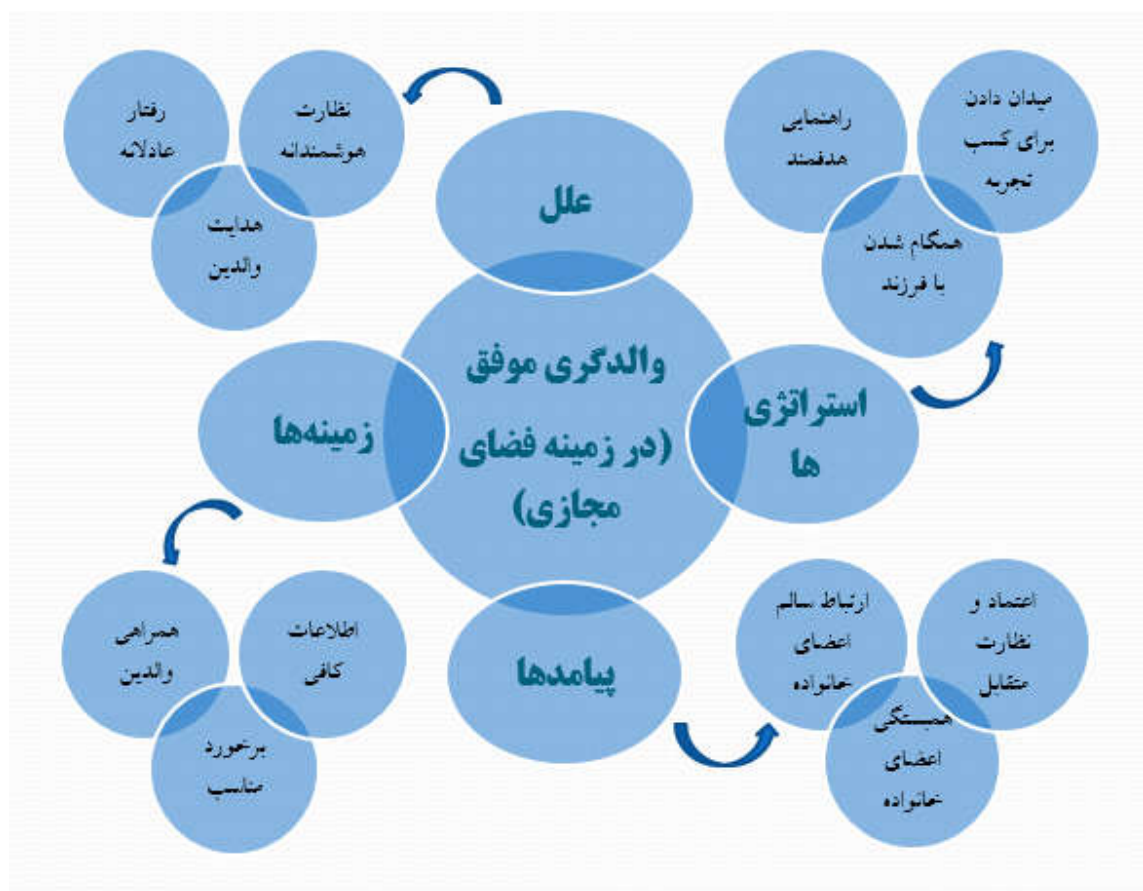 علل
نظارت
هوشمندانه
رفتار
عادلانه
هدایت
والدین
میدان دادن
برای کسب
تجربه
راهنمایی
هدفمند
همگام شدن
با فرزند
والدگری موفق
(در زمینه فضای
مجازی)
استراتژی
ها
زمینه‌ها
اطلاعات
کافی
همراهی
والدین
برخورد
مناسب
پیامدها
اعتماد و
نظارت
متقابل
ارتباط سالم
اعضای
خانواده
همبستگی
اعضای
خانواده